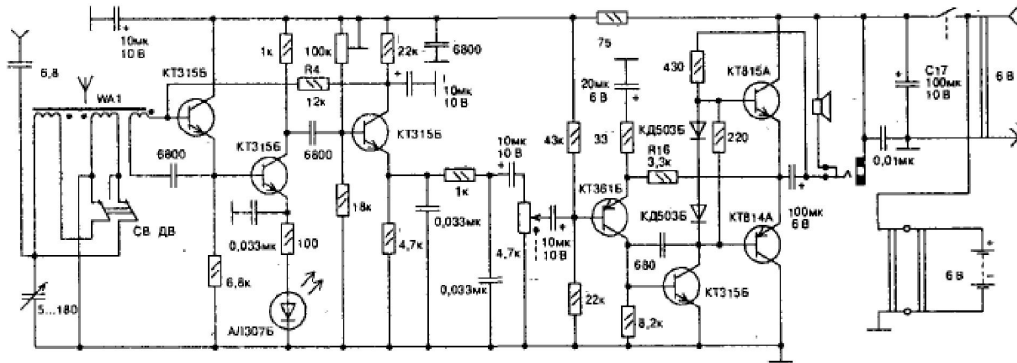 10мк
10 В
6,8
WA1
КТ315Б
6800
СВ ДВ
5...180
1к
100к
22к
6800
R4
12к
10мк
10 В
КТ315Б
6800
КТ315Б
0,033мк
100
6,8к
АЛ307Б
18к
4,7к
1к
0,033мк
0,033мк
10мк
10 В
4,7к
10мк
10 В
75
43к
22к
20мк
6 В
33
КТ361Б
R16
3,3к
430
КД503Б
220
КД503Б
680
8,2к
КТ315Б
КТ815А
КТ814А
100мк
6 В
0,01мк
С17
100мк
10 В
6 В
6 В